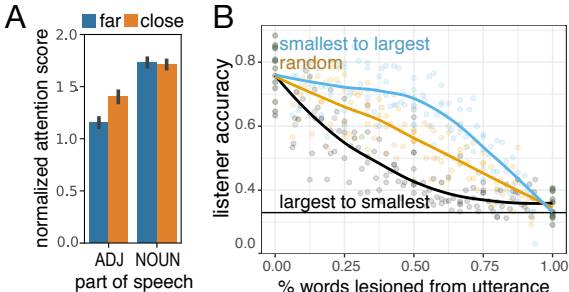 A
far close
normalized attention score
2.0
1.5
1.0
0.5
0.0
ADJ NOUN
part of speech
B
smallest to largest
random
largest to smallest
listener accuracy
0.8
0.6
0.4
0.0
0.00 0.25 0.50 0.75 1.00
% words lesioned from utterance